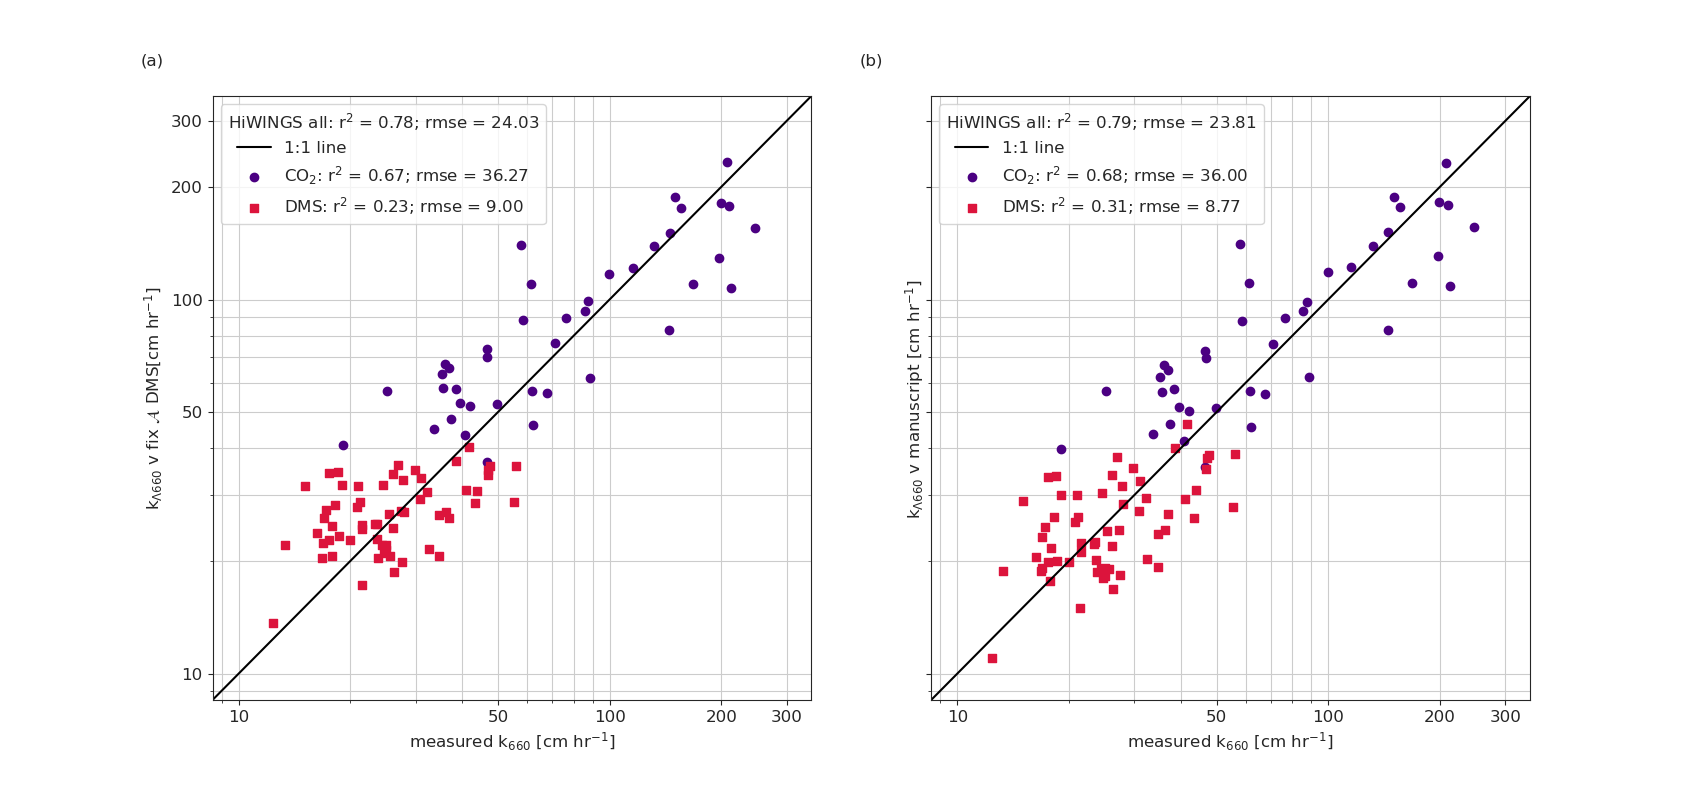 (a)
HiWINGS all: r² = 0.78; rmse = 24.03
1:1 line
CO₂: r² = 0.67; rmse = 36.27
DMS: r² = 0.23; rmse = 9.00
300
200
100
50
10
k_Λ660 v fix 𝒜 DMS[cm hr⁻¹]
10 50 100 200 300
measured k₆₆₀ [cm hr⁻¹]
(b)
HiWINGS all: r² = 0.79; rmse = 23.81
1:1 line
CO₂: r² = 0.68; rmse = 36.00
DMS: r² = 0.31; rmse = 8.77
k_Λ660 v manuscript [cm hr⁻¹]
10 50 100 200 300
measured k₆₆₀ [cm hr⁻¹]